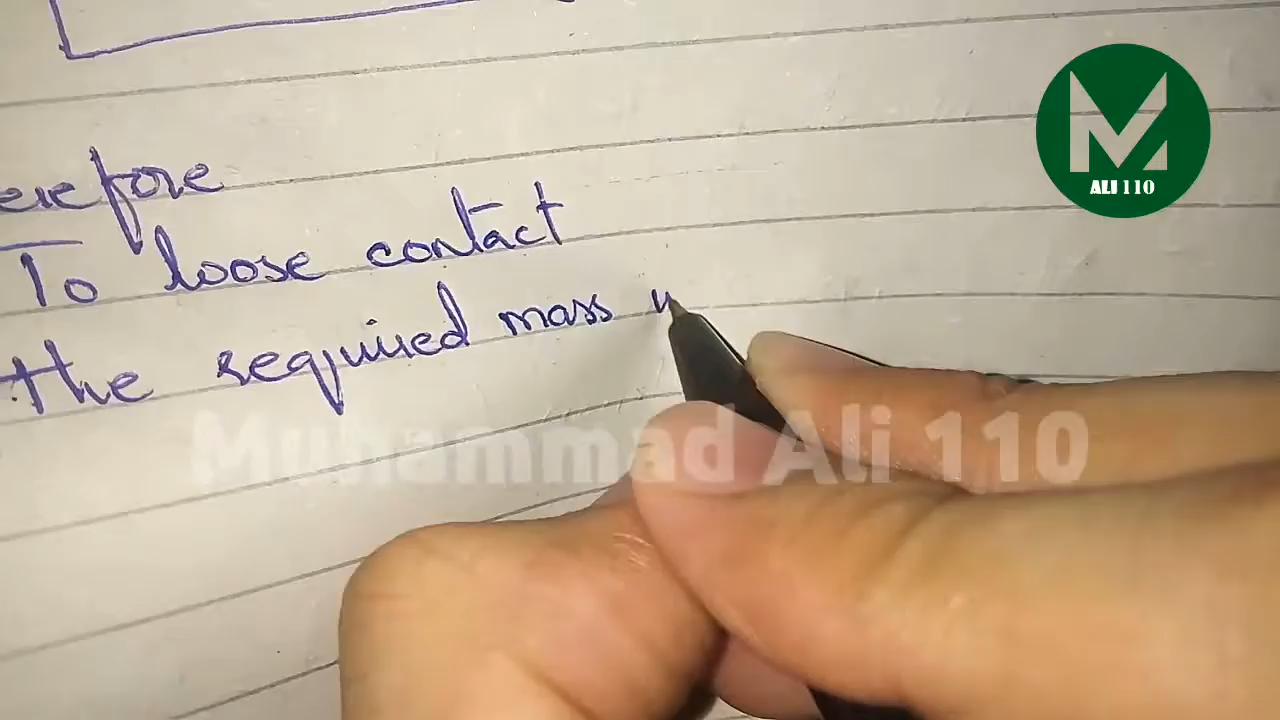 erefore
To loose contact
the required mass
M
ALI 110
Muhammad Ali 110